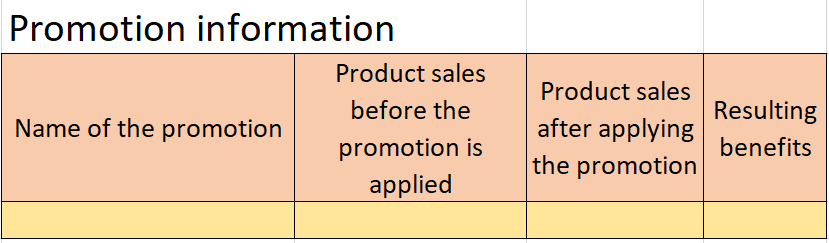 Promotion information
Name of the promotion
Product sales
before the
promotion is
applied
Product sales
after applying
the promotion
Resulting
benefits